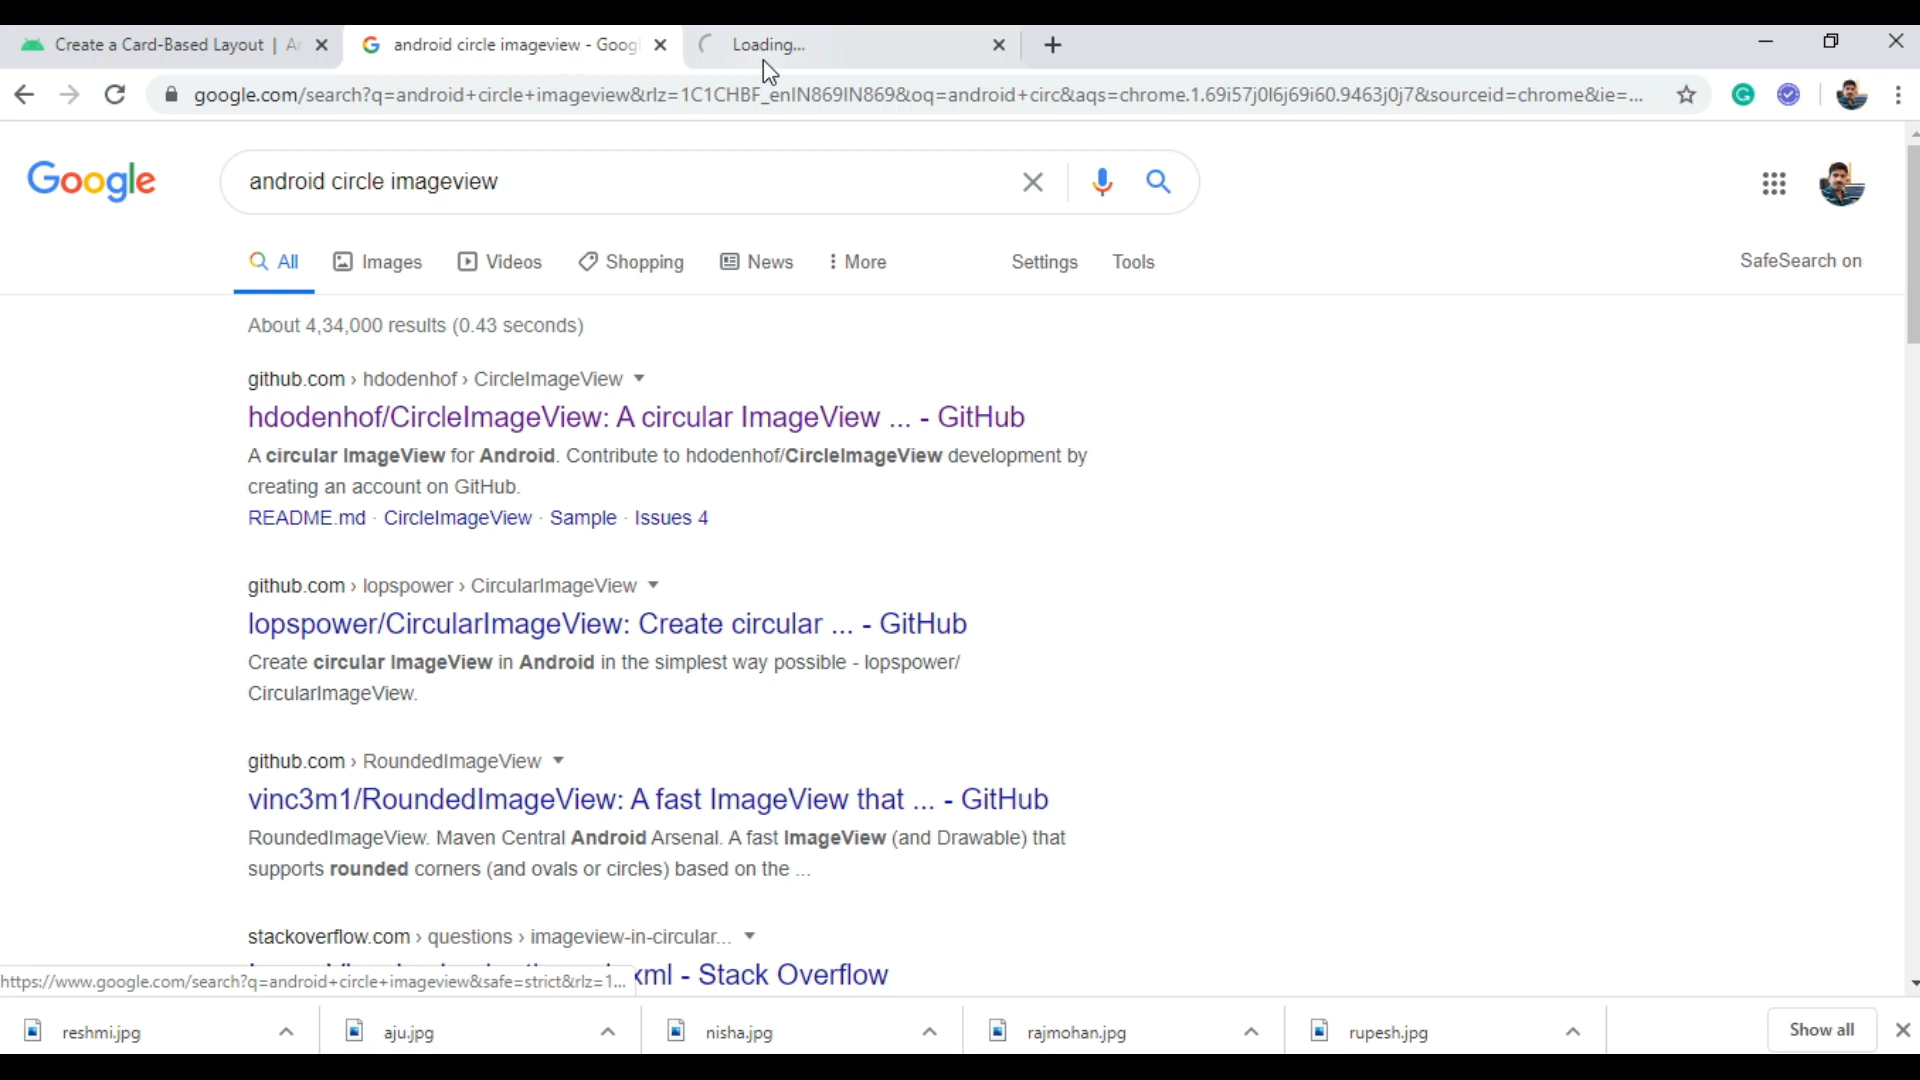 Create a Card-Based Layout | Ar
android circle imageview - Goog
Loading...
google.com/search?q=android+circle+imageview&rlz=1C1CHBF_enIN869IN869&oq=android+circ&aqs=chrome.1.69i57j0l6j69i60.9463j0j7&sourceid=chrome&ie=...
Google
android circle imageview
All Images Videos Shopping News More Settings Tools SafeSearch on
About 4,34,000 results (0.43 seconds)
github.com › hdodenhof › CircleImageView
hdodenhof/CircleImageView: A circular ImageView ... - GitHub
A circular ImageView for Android. Contribute to hdodenhof/CircleImageView development by
creating an account on GitHub.
README.md · CircleImageView · Sample · Issues 4
github.com › lopspower › CircularImageView
lopspower/CircularImageView: Create circular ... - GitHub
Create circular ImageView in Android in the simplest way possible - lopspower/
CircularImageView.
github.com › RoundedImageView
vinc3m1/RoundedImageView: A fast ImageView that ... - GitHub
RoundedImageView. Maven Central Android Arsenal. A fast ImageView (and Drawable) that
supports rounded corners (and ovals or circles) based on the ...
stackoverflow.com › questions › imageview-in-circular...
xml - Stack Overflow
https://www.google.com/search?q=android+circle+imageview&safe=strict&rlz=1...
reshmi.jpg
aju.jpg
nisha.jpg
rajmohan.jpg
rupesh.jpg
Show all